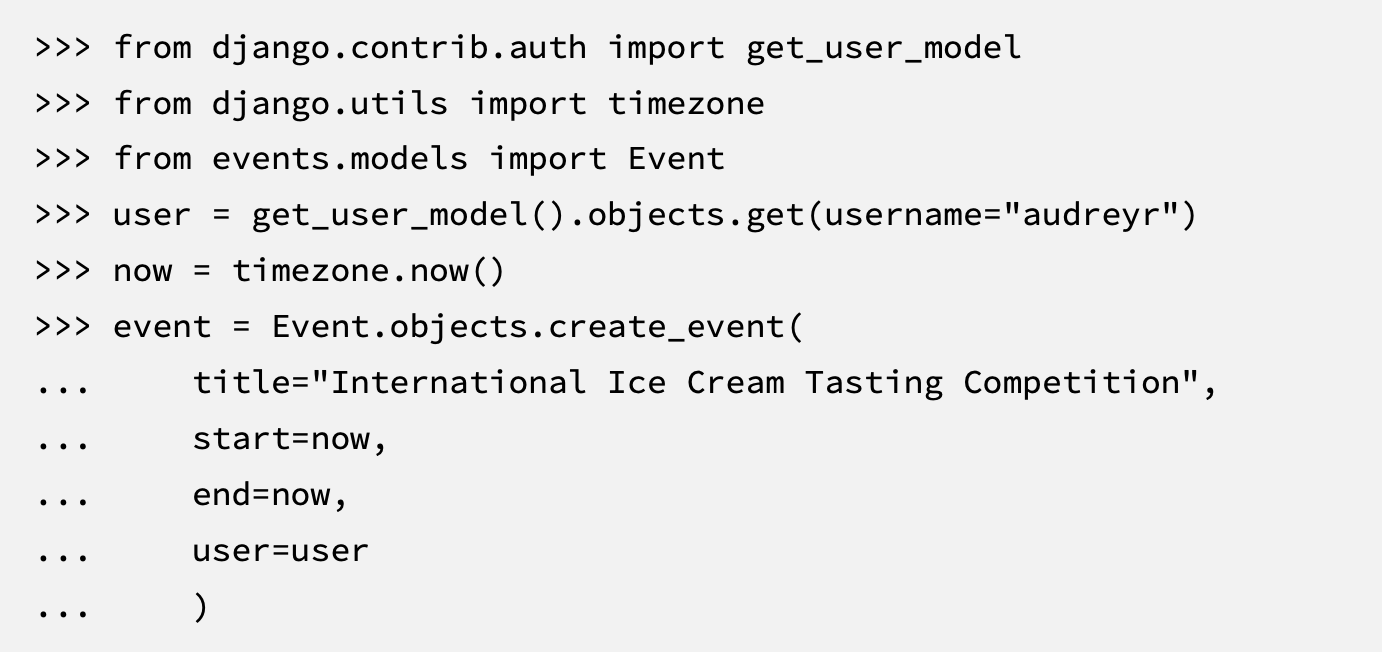 >>> from django.contrib.auth import get_user_model
>>> from django.utils import timezone
>>> from events.models import Event
>>> user = get_user_model().objects.get(username="audreyr")
>>> now = timezone.now()
>>> event = Event.objects.create_event(
...     title="International Ice Cream Tasting Competition",
...     start=now,
...     end=now,
...     user=user
...     )